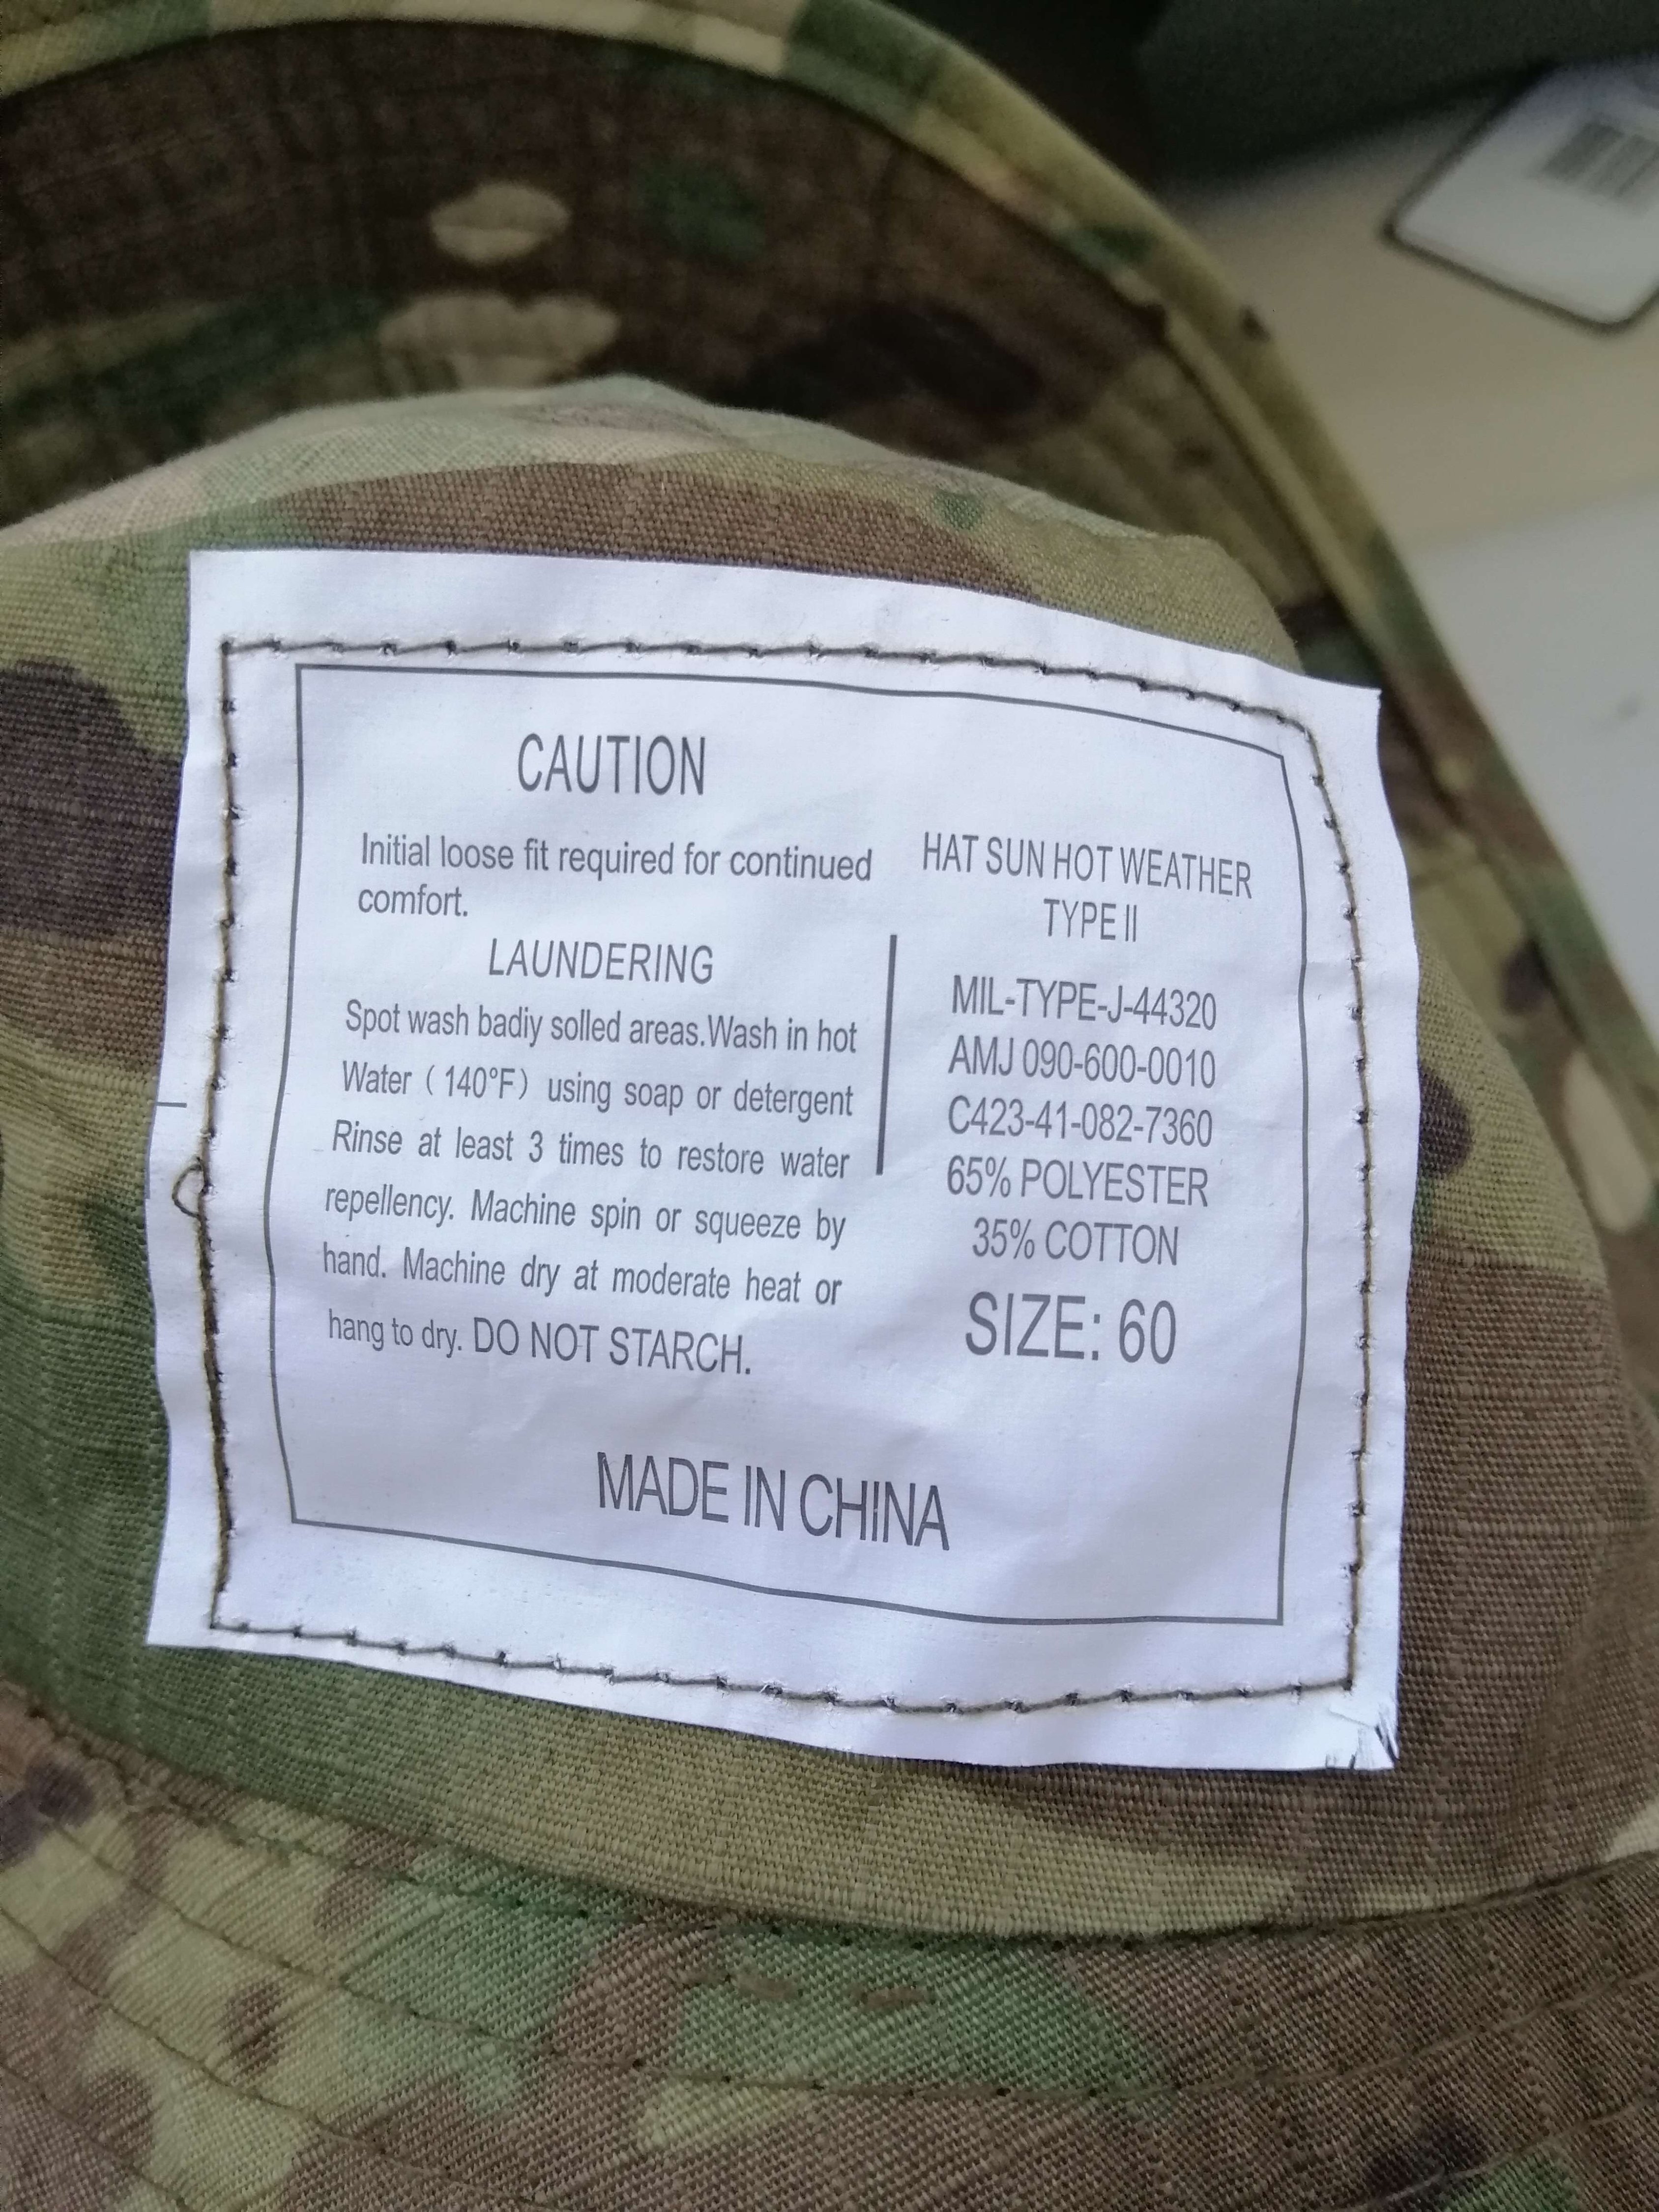 CAUTION
Initial loose fit required for continued
comfort.
LAUNDERING
Spot wash badiy solled areas.Wash in hot
Water（140°F）using soap or detergent
Rinse at least 3 times to restore water
repellency. Machine spin or squeeze by
hand. Machine dry at moderate heat or
hang to dry. DO NOT STARCH.
HAT SUN HOT WEATHER
TYPE II
MIL-TYPE-J-44320
AMJ 090-600-0010
C423-41-082-7360
65% POLYESTER
35% COTTON
SIZE: 60
MADE IN CHINA